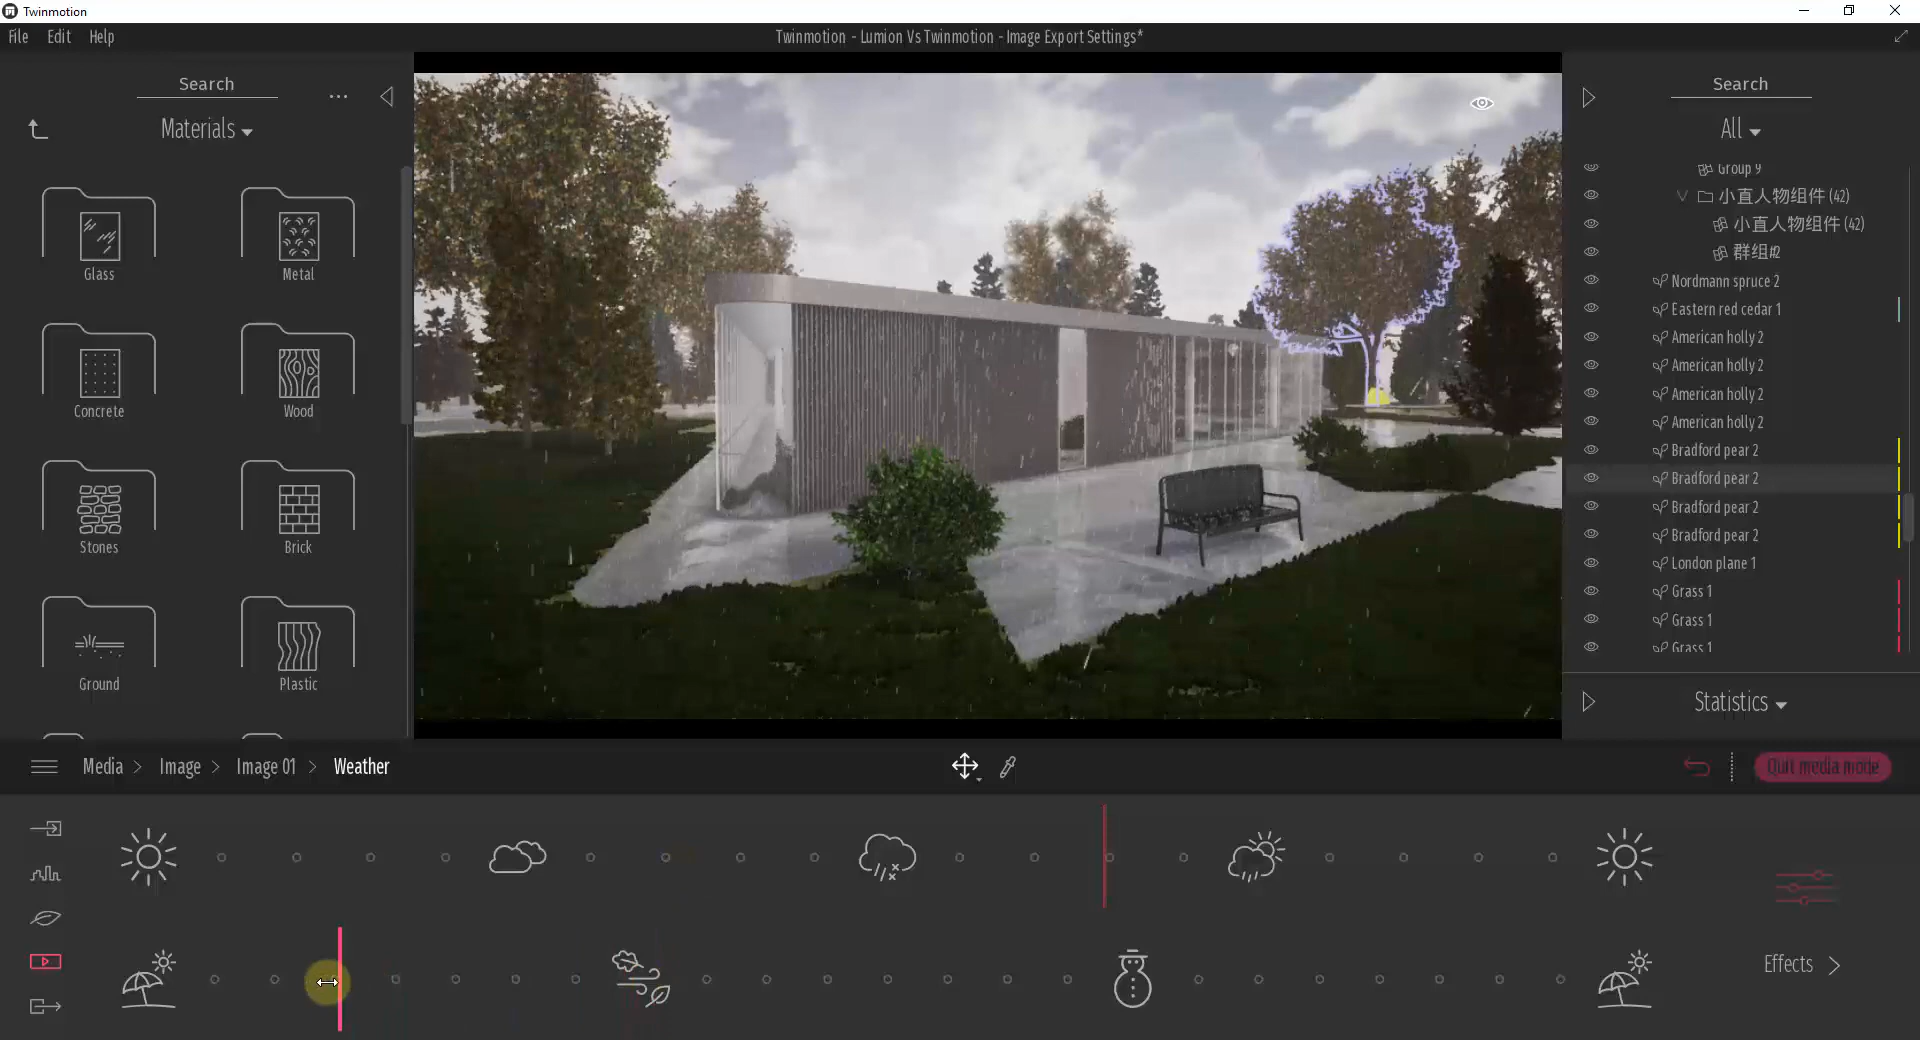 Twinmotion
File Edit Help
Twinmotion - Lumion Vs Twinmotion - Image Export Settings*
Search
Materials
Glass
Metal
Concrete
Wood
Stones
Brick
Ground
Plastic
Search
All
Group 9
小直人物组件 (42)
小直人物组件 (42)
群组#2
Nordmann spruce 2
Eastern red cedar 1
American holly 2
American holly 2
American holly 2
American holly 2
Bradford pear 2
Bradford pear 2
Bradford pear 2
Bradford pear 2
London plane 1
Grass 1
Grass 1
Grass 1
Statistics
Media > Image > Image 01 > Weather
Quit media mode
Effects